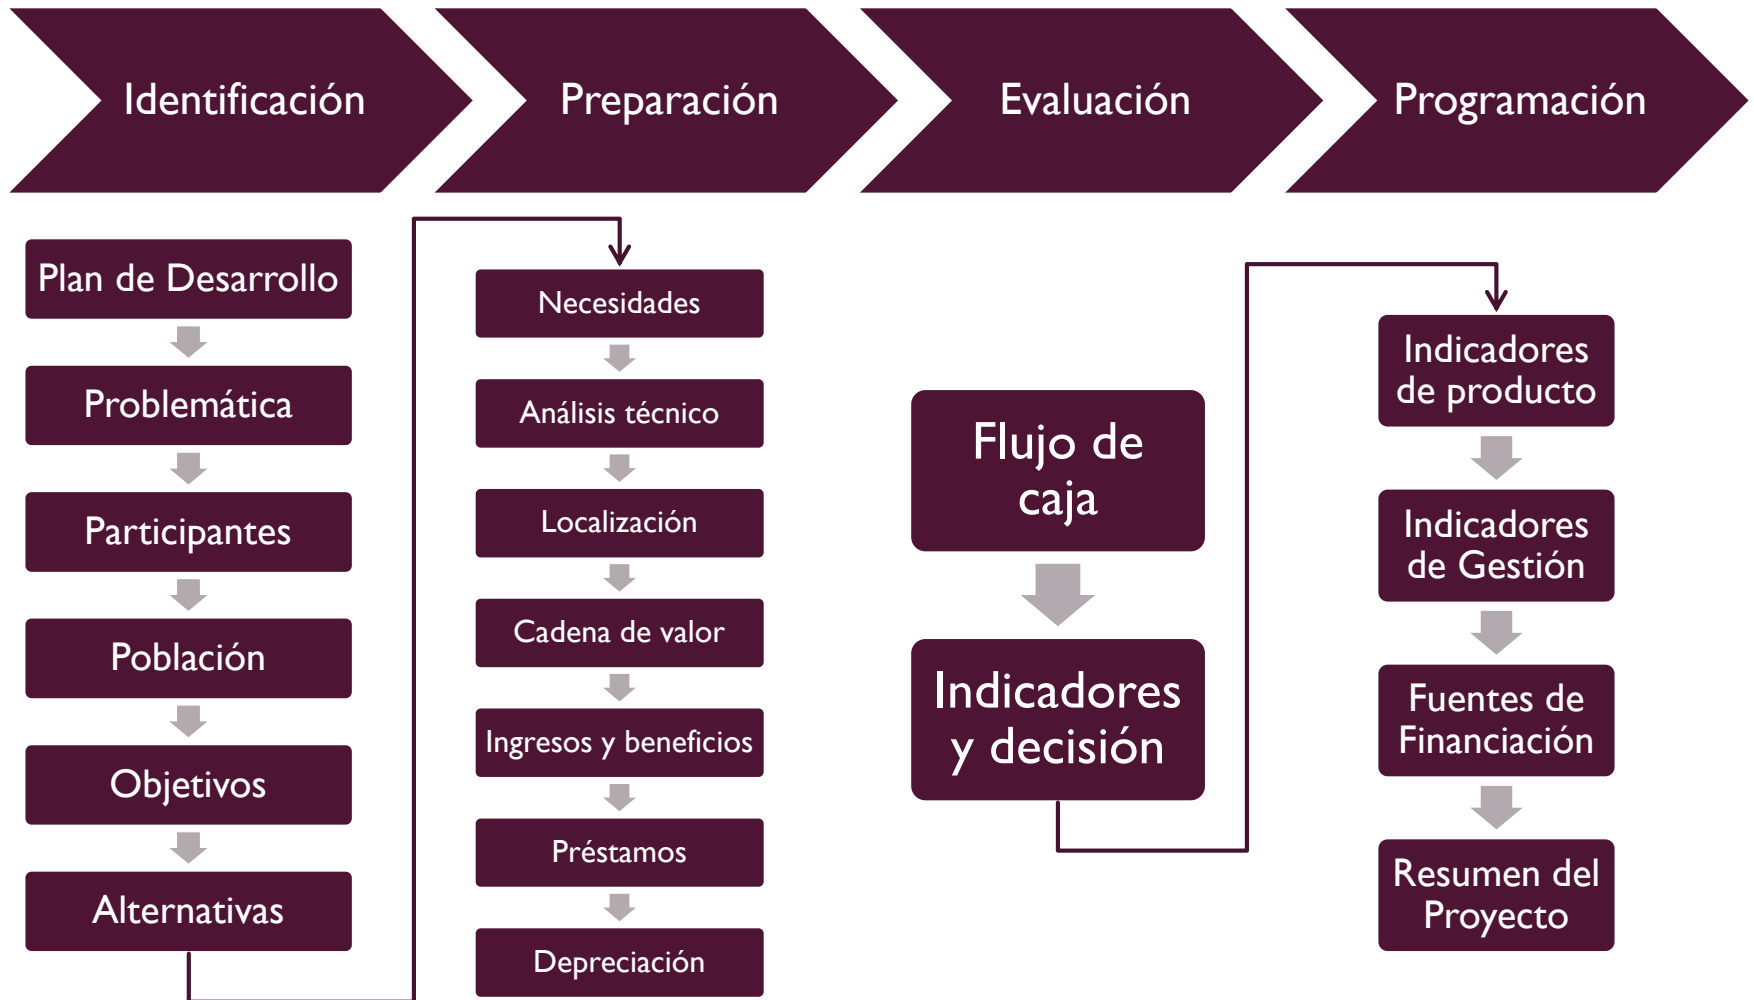 Identificación
Preparación
Evaluación
Programación
Plan de Desarrollo
Problemática
Participantes
Población
Objetivos
Alternativas
Necesidades
Análisis técnico
Localización
Cadena de valor
Ingresos y beneficios
Préstamos
Depreciación
Flujo de
caja
Indicadores
y decisión
Indicadores
de producto
Indicadores
de Gestión
Fuentes de
Financiación
Resumen del
Proyecto